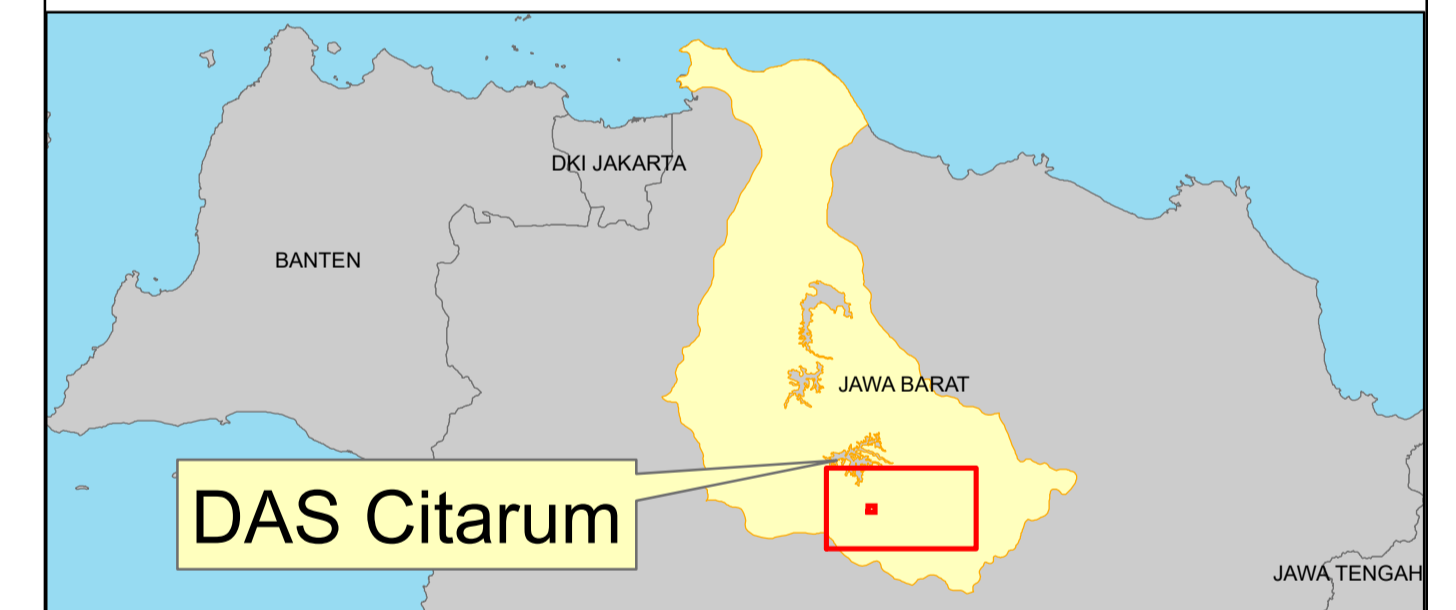 DKI JAKARTA
BANTEN
JAWA BARAT
DAS Citarum
JAWA TENGAH